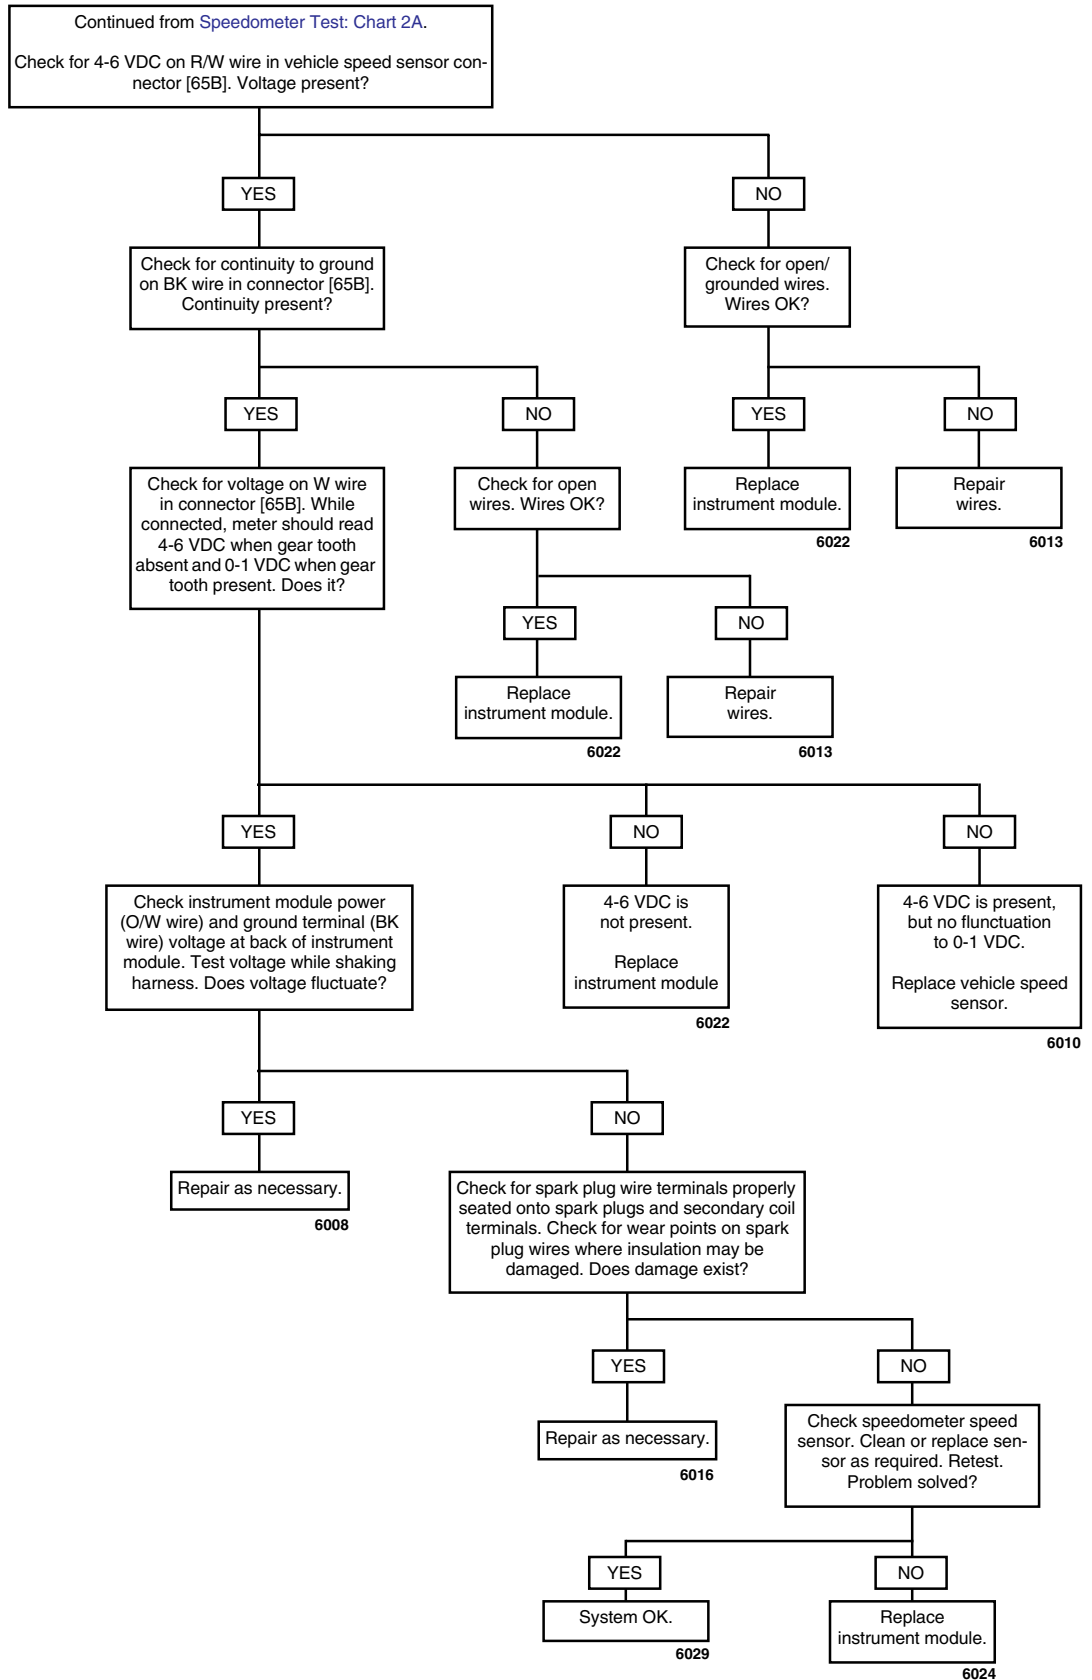 Continued from Speedometer Test: Chart 2A.
Check for 4-6 VDC on R/W wire in vehicle speed sensor con-
nector [65B]. Voltage present?
YES
NO
Check for continuity to ground
on BK wire in connector [65B].
Continuity present?
Check for open/
grounded wires.
Wires OK?
YES
NO
YES
NO
Check for voltage on W wire
in connector [65B]. While
connected, meter should read
4-6 VDC when gear tooth
absent and 0-1 VDC when gear
tooth present. Does it?
Check for open
wires. Wires OK?
Replace
instrument module.
6022
Repair
wires.
6013
YES
NO
Replace
instrument module.
6022
Repair
wires.
6013
YES
NO
NO
Check instrument module power
(O/W wire) and ground terminal (BK
wire) voltage at back of instrument
module. Test voltage while shaking
harness. Does voltage fluctuate?
4-6 VDC is
not present.
Replace
instrument module
6022
4-6 VDC is present,
but no flunctuation
to 0-1 VDC.
Replace vehicle speed
sensor.
6010
YES
NO
Repair as necessary.
6008
Check for spark plug wire terminals properly
seated onto spark plugs and secondary coil
terminals. Check for wear points on spark
plug wires where insulation may be
damaged. Does damage exist?
YES
NO
Repair as necessary.
6016
Check speedometer speed
sensor. Clean or replace sen-
sor as required. Retest.
Problem solved?
YES
NO
System OK.
6029
Replace
instrument module.
6024